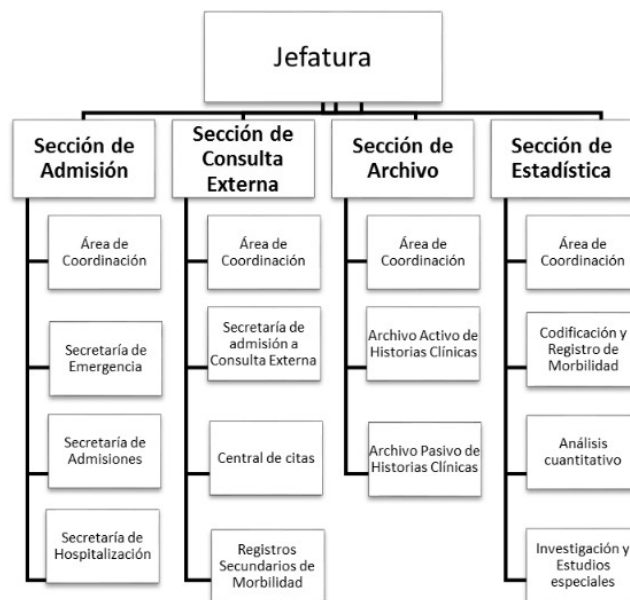 Jefatura
Sección de
Admisión
Sección de
Consulta
Externa
Sección de
Archivo
Sección de
Estadística
Área de
Coordinación
Secretaría de
Emergencia
Secretaría de
Admisiones
Secretaría de
Hospitalización
Área de
Coordinación
Secretaría de
admisión a
Consulta Externa
Central de citas
Registros
Secundarios de
Morbilidad
Área de
Coordinación
Archivo Activo de
Historias Clínicas
Archivo Pasivo de
Historias Clínicas
Área de
Coordinación
Codificación y
Registro de
Morbilidad
Análisis
cuantitativo
Investigación y
Estudios
especiales